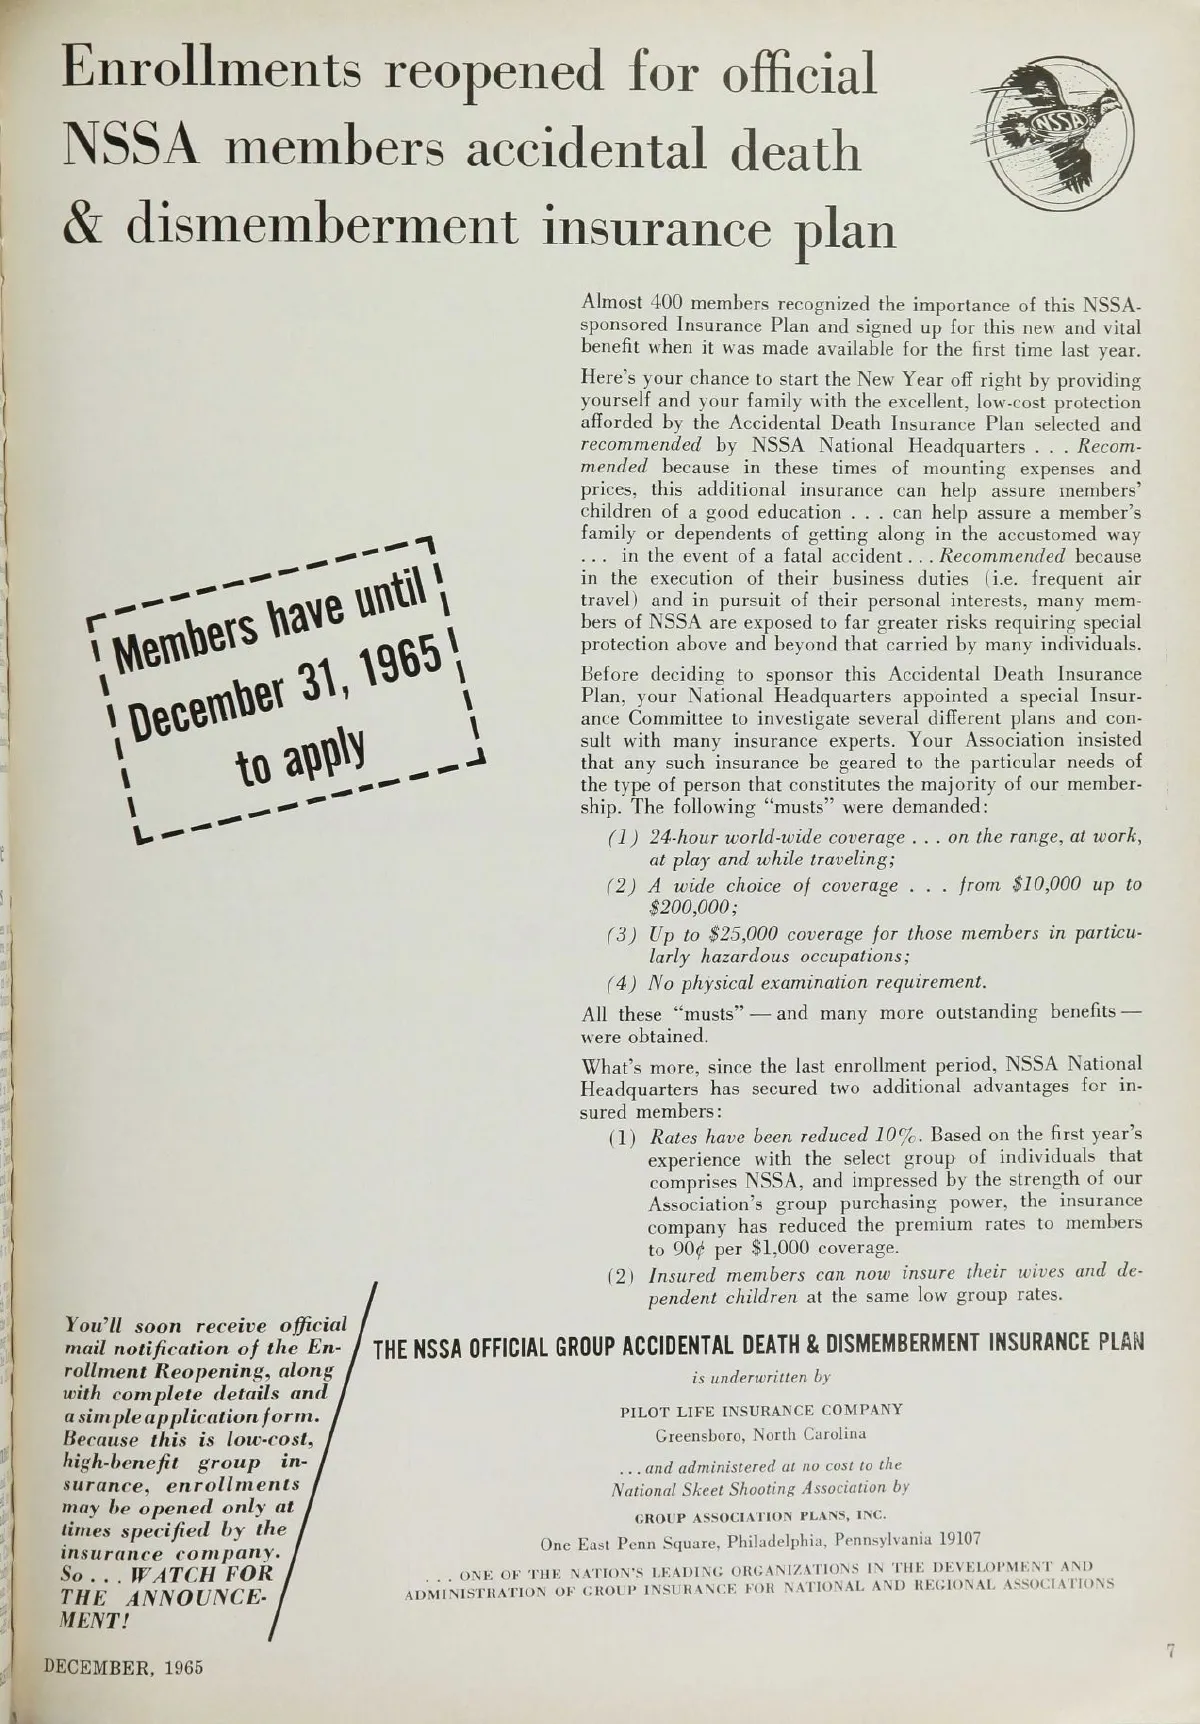 Enrollments reopened for official
NSSA members accidental death
& dismemberment insurance plan
NSSA
Almost 400 members recognized the importance of this NSSA-
sponsored Insurance Plan and signed up for this new and vital
benefit when it was made available for the first time last year.
Here's your chance to start the New Year off right by providing
yourself and your family with the excellent, low-cost protection
afforded by the Accidental Death Insurance Plan selected and
recommended by NSSA National Headquarters . . . Recom-
mended because in these times of mounting expenses and
prices, this additional insurance can help assure members'
children of a good education . . . can help assure a member's
family or dependents of getting along in the accustomed way
. . . in the event of a fatal accident . . . Recommended because
in the execution of their business duties (i.e. frequent air
travel) and in pursuit of their personal interests, many mem-
bers of NSSA are exposed to far greater risks requiring special
protection above and beyond that carried by many individuals.
Before deciding to sponsor this Accidental Death Insurance
Plan, your National Headquarters appointed a special Insur-
ance Committee to investigate several different plans and con-
sult with many insurance experts. Your Association insisted
that any such insurance be geared to the particular needs of
the type of person that constitutes the majority of our member-
ship. The following "musts" were demanded:
(1) 24-hour world-wide coverage . . . on the range, at work,
at play and while traveling;
(2) A wide choice of coverage . . . from $10,000 up to
$200,000;
(3) Up to $25,000 coverage for those members in particu-
larly hazardous occupations;
(4) No physical examination requirement.
All these "musts" — and many more outstanding benefits —
were obtained.
What's more, since the last enrollment period, NSSA National
Headquarters has secured two additional advantages for in-
sured members:
(1) Rates have been reduced 10%. Based on the first year's
experience with the select group of individuals that
comprises NSSA, and impressed by the strength of our
Association's group purchasing power, the insurance
company has reduced the premium rates to members
to 90¢ per $1,000 coverage.
(2) Insured members can now insure their wives and de-
pendent children at the same low group rates.
Members have until
December 31, 1965
to apply
You'll soon receive official
mail notification of the En-
rollment Reopening, along
with complete details and
a simple application form.
Because this is low-cost,
high-benefit group in-
surance, enrollments
may be opened only at
times specified by the
insurance company.
So . . . WATCH FOR
THE ANNOUNCE-
MENT!
THE NSSA OFFICIAL GROUP ACCIDENTAL DEATH & DISMEMBERMENT INSURANCE PLAN
is underwritten by
PILOT LIFE INSURANCE COMPANY
Greensboro, North Carolina
. . . and administered at no cost to the
National Skeet Shooting Association by
GROUP ASSOCIATION PLANS, INC.
One East Penn Square, Philadelphia, Pennsylvania 19107
. . . ONE OF THE NATION'S LEADING ORGANIZATIONS IN THE DEVELOPMENT AND
ADMINISTRATION OF GROUP INSURANCE FOR NATIONAL AND REGIONAL ASSOCIATIONS
DECEMBER, 1965
7